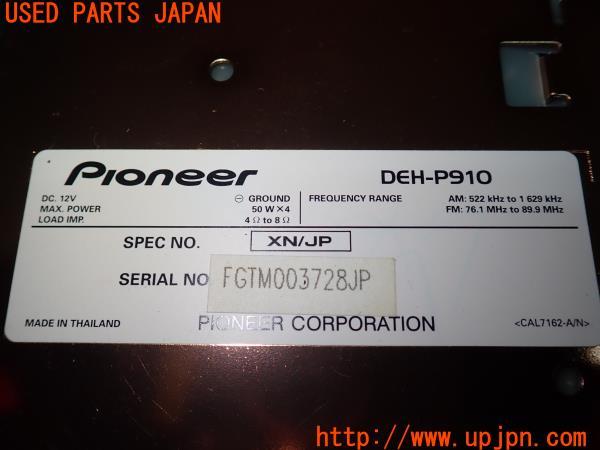 USED PARTS JAPAN
Pioneer DEH-P910
DC. 12V ⊖ GROUND FREQUENCY RANGE AM: 522 kHz to 1 629 kHz
MAX. POWER 50 W × 4 FM: 76.1 MHz to 89.9 MHz
LOAD IMP. 4 Ω to 8 Ω
SPEC NO. XN/JP
SERIAL NO FGTM003728JP
MADE IN THAILAND PIONEER CORPORATION <CAL7162-A/N>
http://www.upjpn.com/